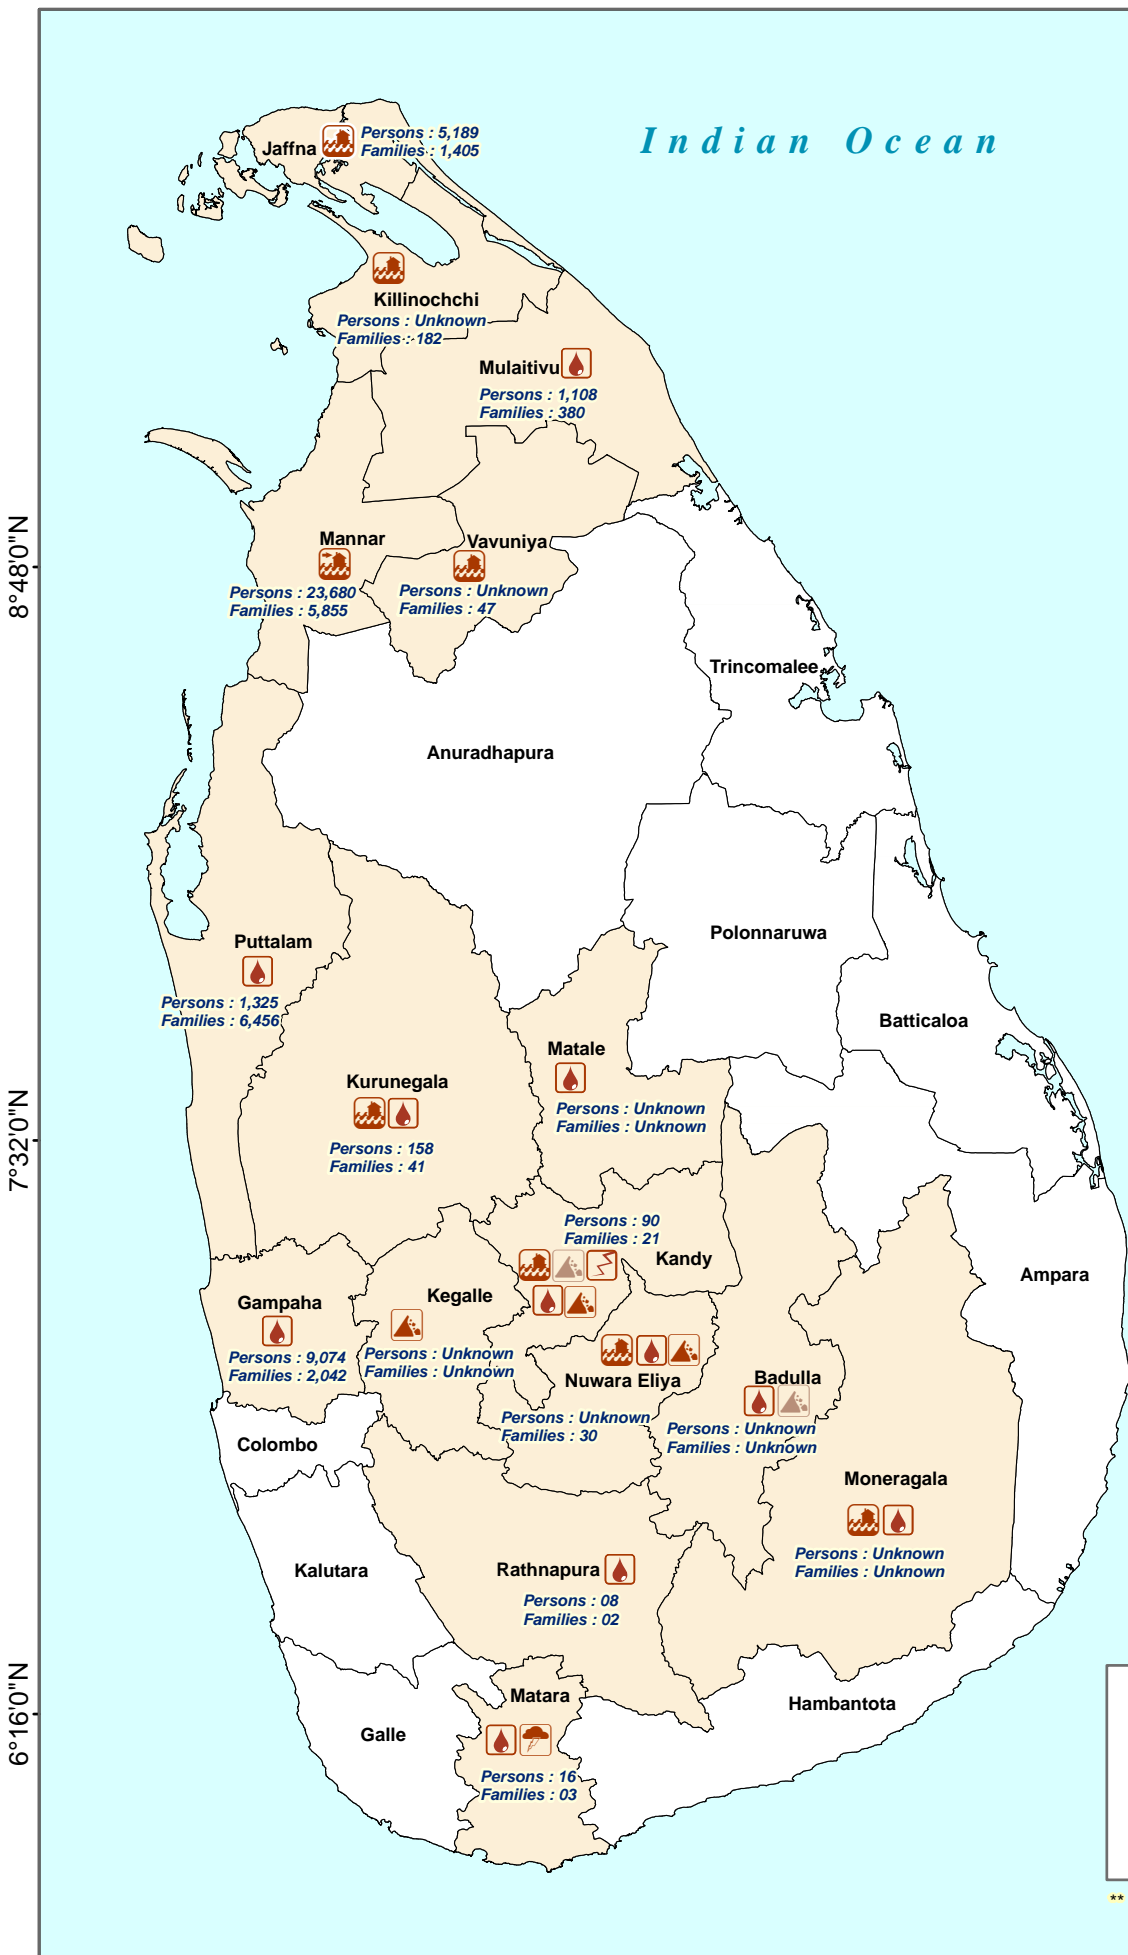 Indian Ocean
Jaffna
Persons : 5,189
Families : 1,405
Killinochchi
Persons : Unknown
Families : 182
Mulaitivu
Persons : 1,108
Families : 380
8°48'0"N
Mannar
Persons : 23,680
Families : 5,855
Vavuniya
Persons : Unknown
Families : 47
Trincomalee
Anuradhapura
Polonnaruwa
Puttalam
Persons : 1,325
Families : 6,456
Batticaloa
Matale
Persons : Unknown
Families : Unknown
Kurunegala
Persons : 158
Families : 41
7°32'0"N
Persons : 90
Families : 21
Kandy
Ampara
Gampaha
Persons : 9,074
Families : 2,042
Kegalle
Persons : Unknown
Families : Unknown
Nuwara Eliya
Persons : Unknown
Families : 30
Badulla
Persons : Unknown
Families : Unknown
Colombo
Moneragala
Persons : Unknown
Families : Unknown
Kalutara
Rathnapura
Persons : 08
Families : 02
6°16'0"N
Matara
Persons : 16
Families : 03
Galle
Hambantota
**